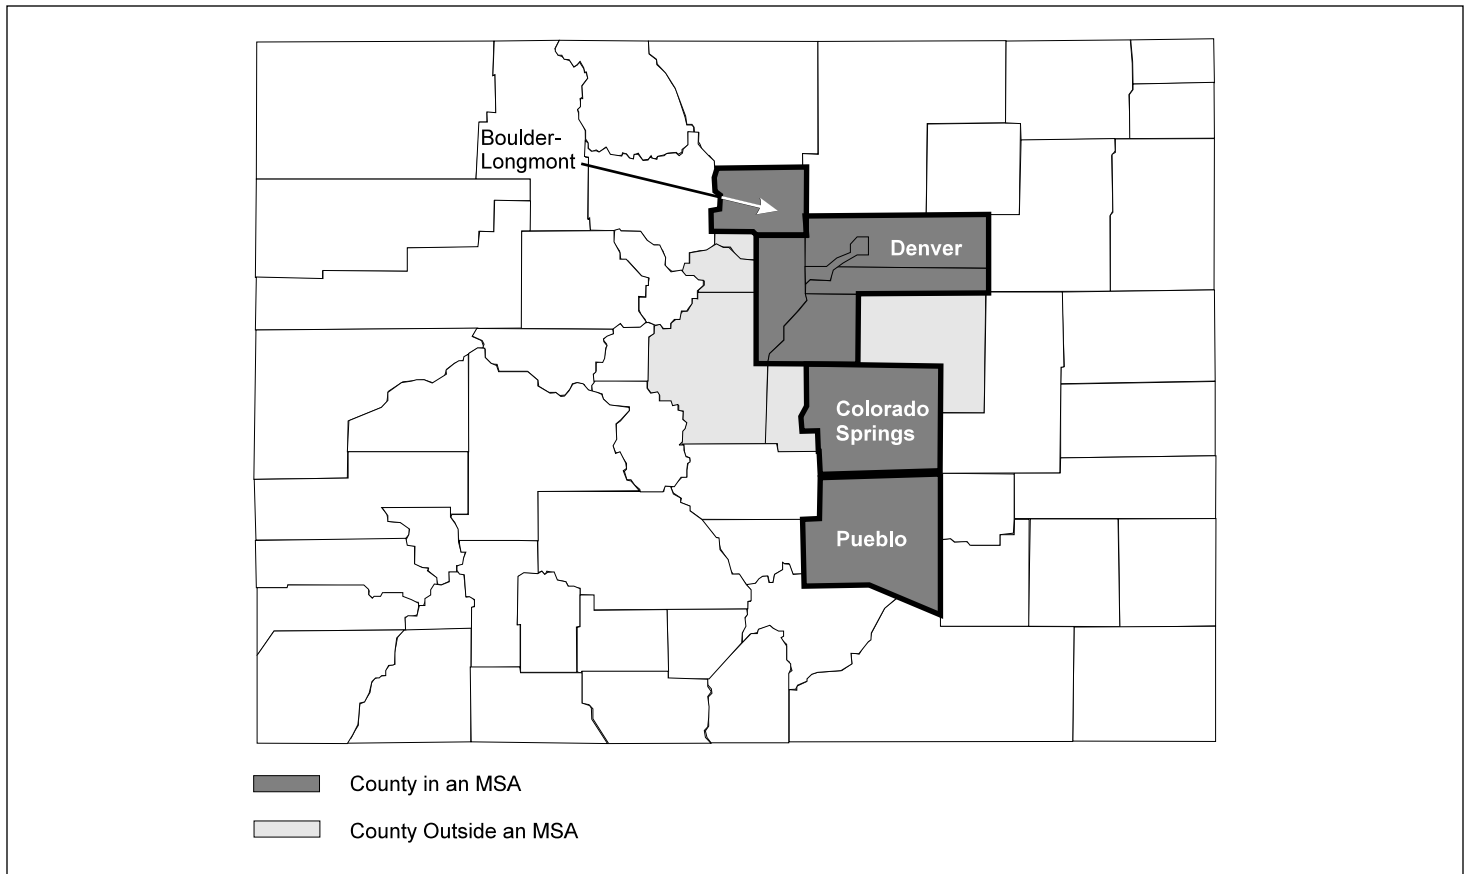 Boulder-
Longmont
Denver
Colorado
Springs
Pueblo
County in an MSA
County Outside an MSA